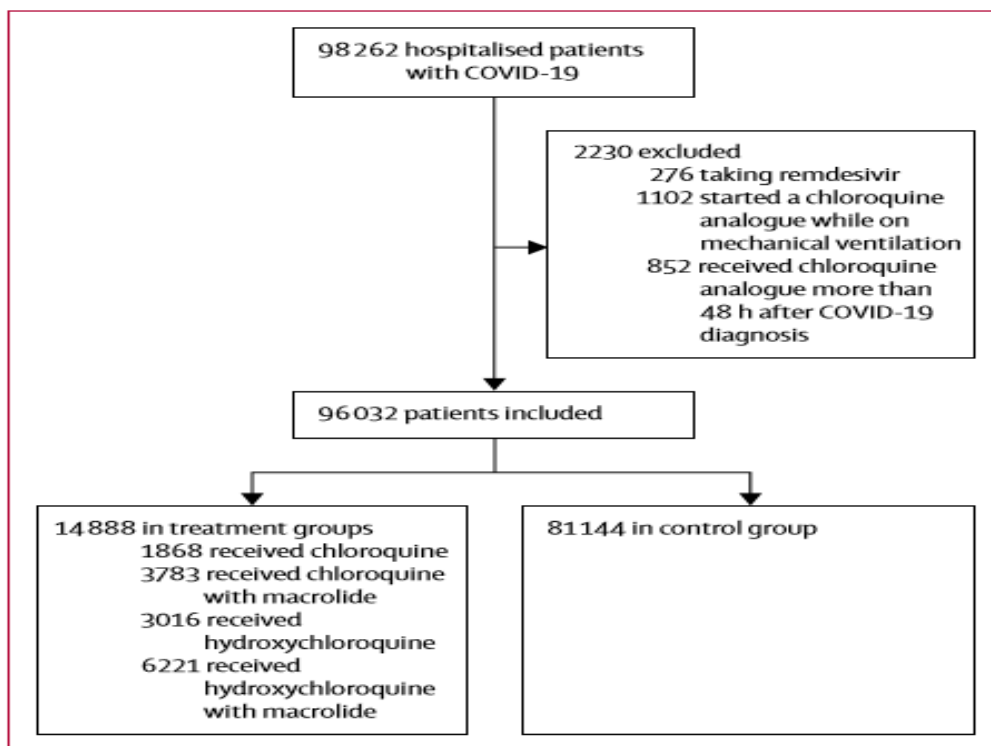 98 262 hospitalised patients
with COVID-19
2230 excluded
276 taking remdesivir
1102 started a chloroquine
analogue while on
mechanical ventilation
852 received chloroquine
analogue more than
48 h after COVID-19
diagnosis
96 032 patients included
14 888 in treatment groups
1868 received chloroquine
3783 received chloroquine
with macrolide
3016 received
hydroxychloroquine
6221 received
hydroxychloroquine
with macrolide
81 144 in control group